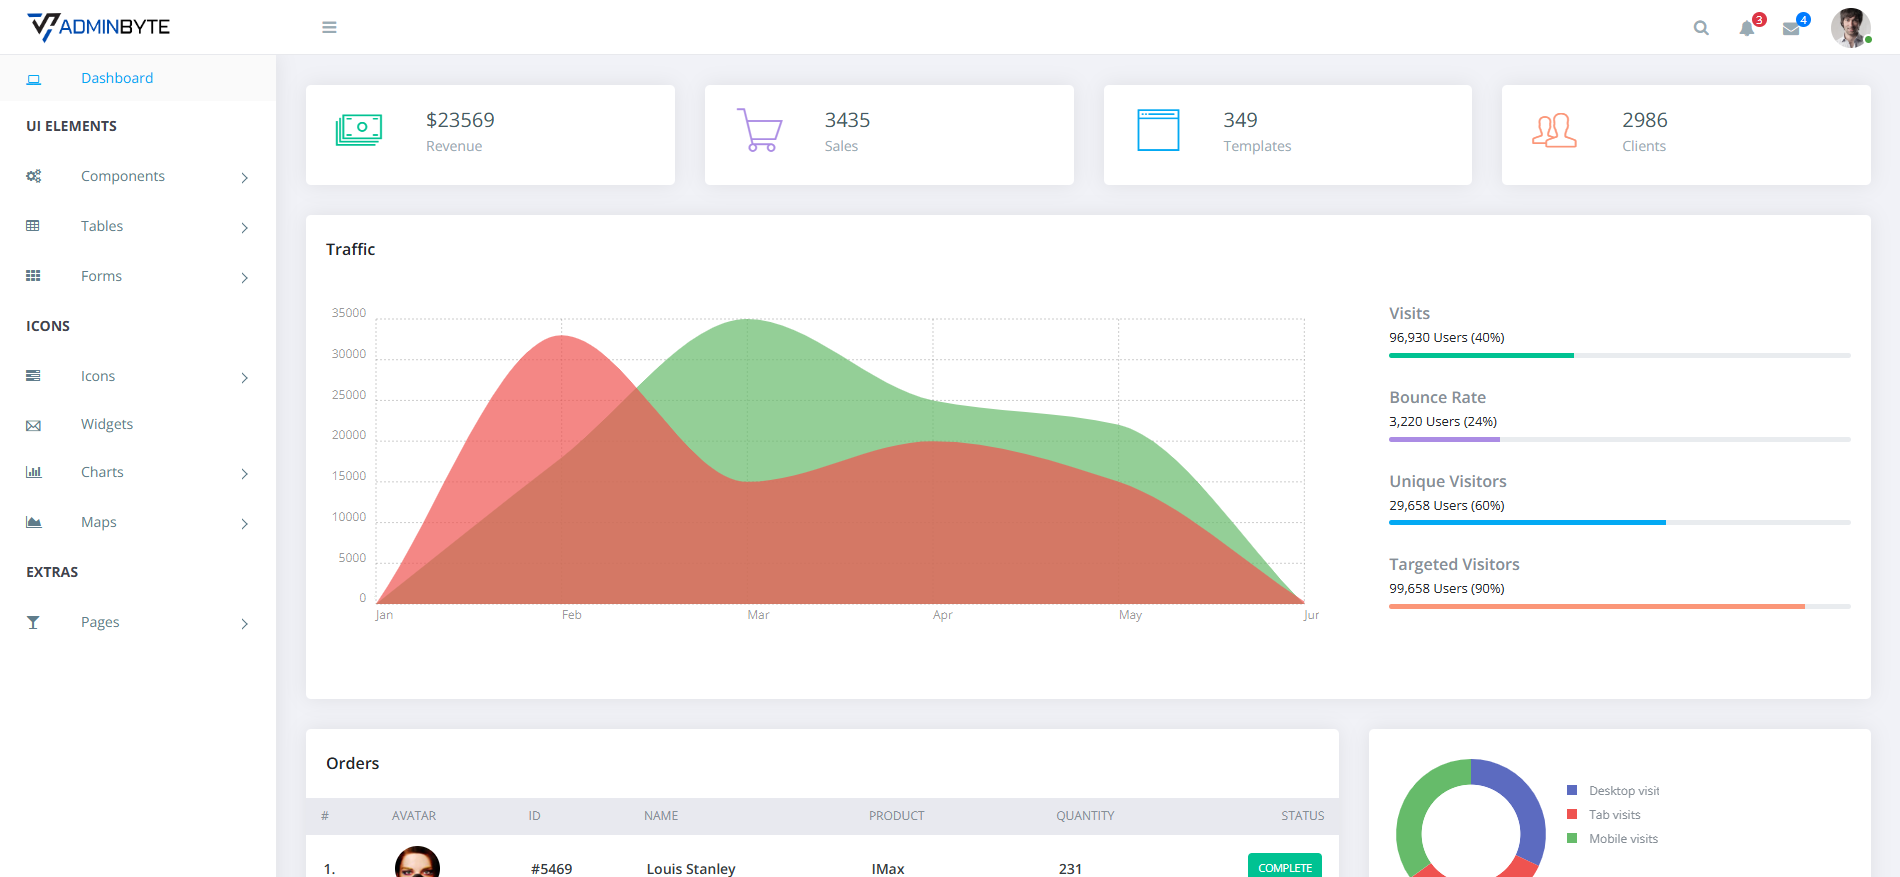 ADMINBYTE
3
4
Dashboard
UI ELEMENTS
Components
Tables
Forms
ICONS
Icons
Widgets
Charts
Maps
EXTRAS
Pages
$23569
Revenue
3435
Sales
349
Templates
2986
Clients
Traffic
35000
30000
25000
20000
15000
10000
5000
0
Jan Feb Mar Apr May Jun
Visits
96,930 Users (40%)
Bounce Rate
3,220 Users (24%)
Unique Visitors
29,658 Users (60%)
Targeted Visitors
99,658 Users (90%)
Orders
# AVATAR ID NAME PRODUCT QUANTITY STATUS
1. #5469 Louis Stanley IMax 231 COMPLETE
Desktop visit
Tab visits
Mobile visits